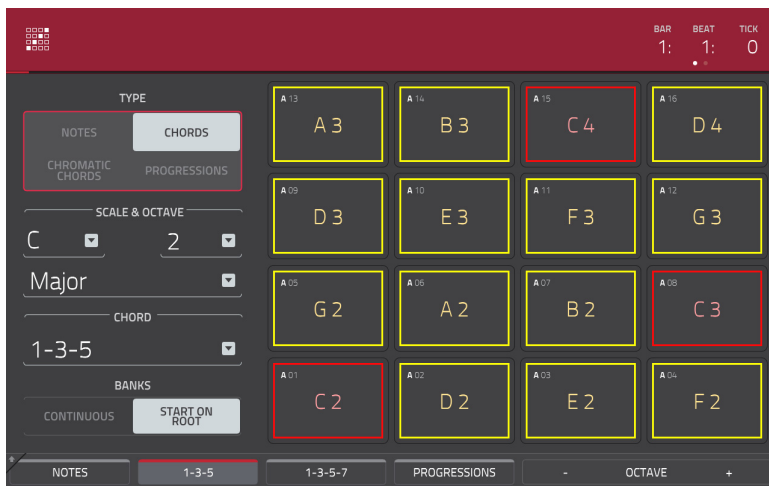 BAR BEAT TICK
1: 1: 0
TYPE
NOTES CHORDS
CHROMATIC
CHORDS
PROGRESSIONS
SCALE & OCTAVE
C 2
Major
CHORD
1-3-5
BANKS
CONTINUOUS
START ON
ROOT
A 13 A 14 A 15 A 16
A 3 B 3 C 4 D 4
A 09 A 10 A 11 A 12
D 3 E 3 F 3 G 3
A 05 A 06 A 07 A 08
G 2 A 2 B 2 C 3
A 01 A 02 A 03 A 04
C 2 D 2 E 2 F 2
NOTES 1-3-5 1-3-5-7 PROGRESSIONS - OCTAVE +